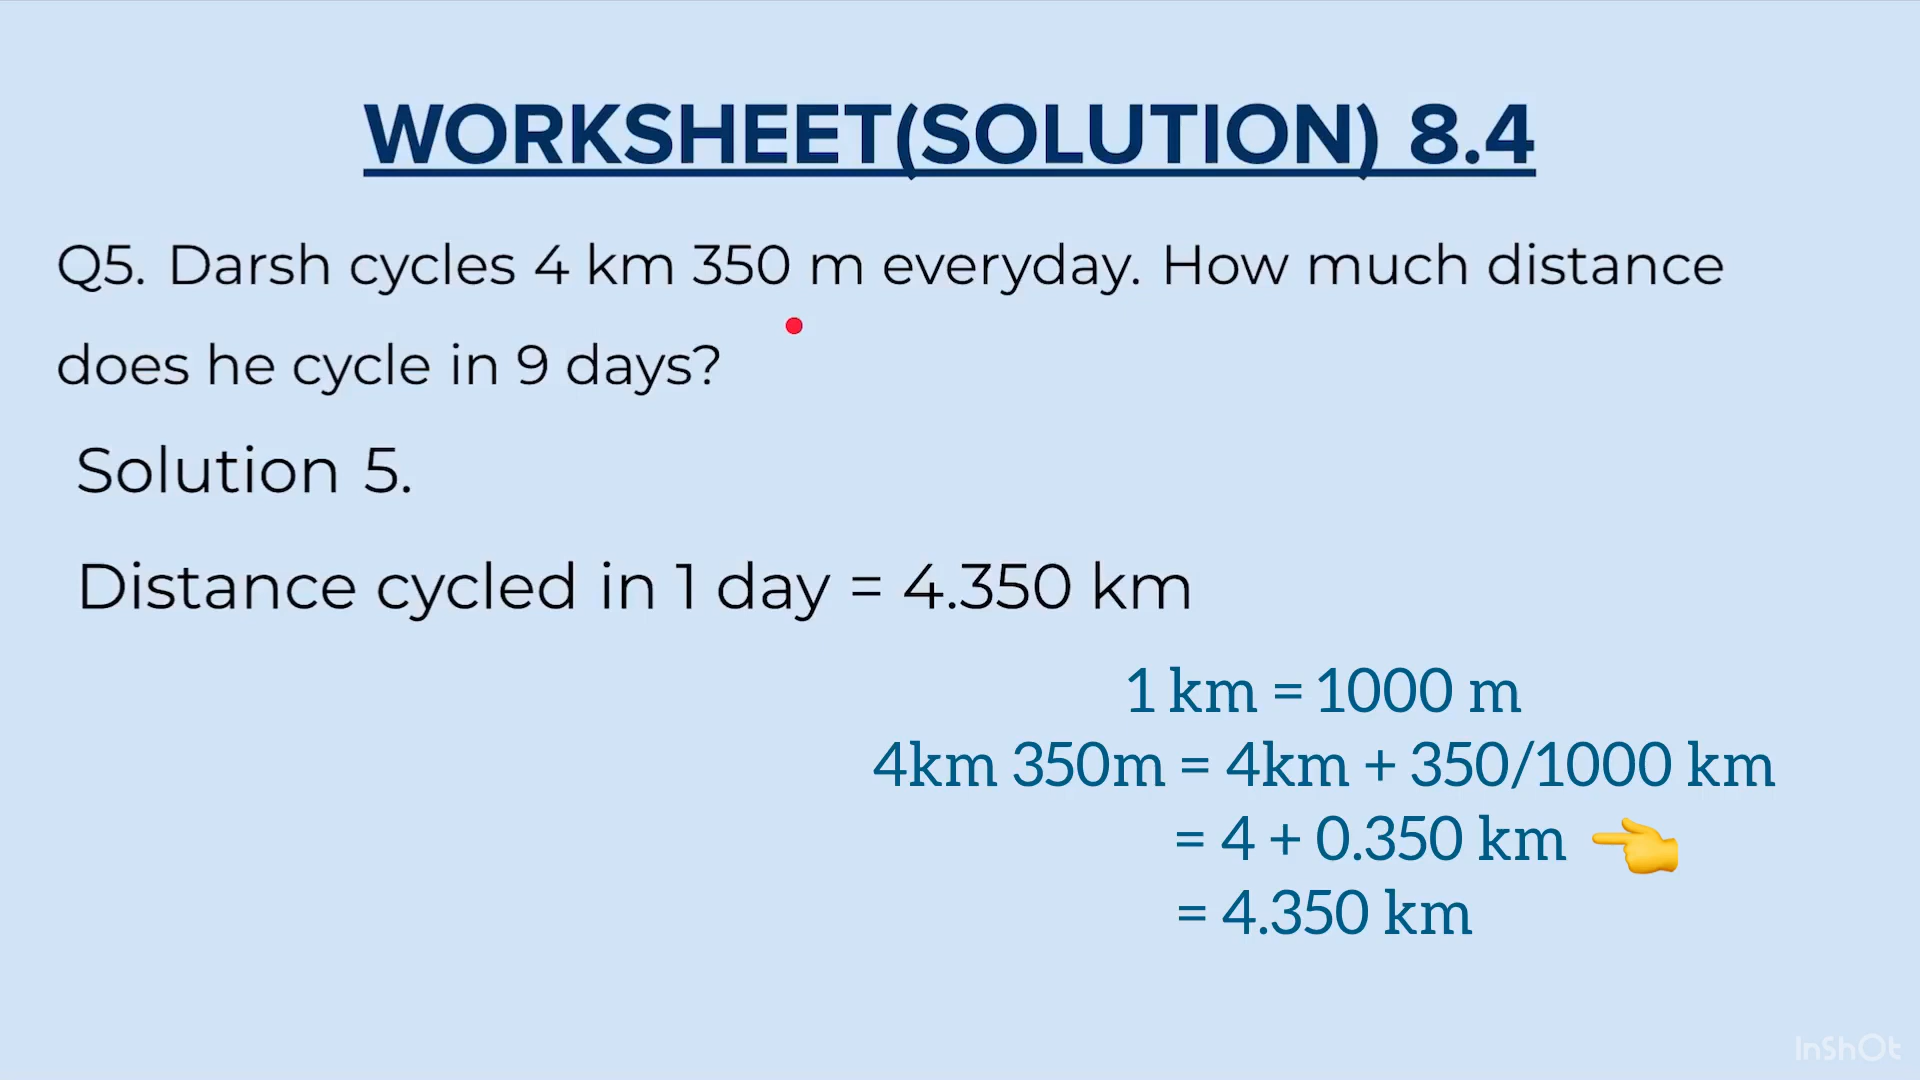 WORKSHEET(SOLUTION) 8.4
Q5. Darsh cycles 4 km 350 m everyday. How much distance
does he cycle in 9 days?
Solution 5.
Distance cycled in 1 day = 4.350 km
1 km = 1000 m
4km 350m = 4km + 350/1000 km
= 4 + 0.350 km
= 4.350 km
InShOt